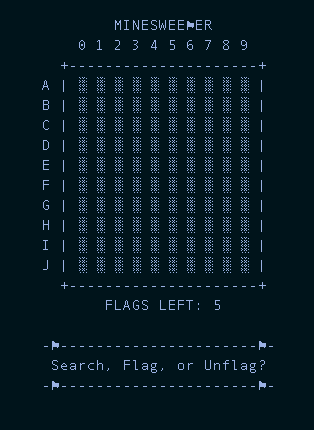 MINESWEE⚑ER
0 1 2 3 4 5 6 7 8 9
+---------------------+
A | ▒ ▒ ▒ ▒ ▒ ▒ ▒ ▒ ▒ ▒ |
B | ▒ ▒ ▒ ▒ ▒ ▒ ▒ ▒ ▒ ▒ |
C | ▒ ▒ ▒ ▒ ▒ ▒ ▒ ▒ ▒ ▒ |
D | ▒ ▒ ▒ ▒ ▒ ▒ ▒ ▒ ▒ ▒ |
E | ▒ ▒ ▒ ▒ ▒ ▒ ▒ ▒ ▒ ▒ |
F | ▒ ▒ ▒ ▒ ▒ ▒ ▒ ▒ ▒ ▒ |
G | ▒ ▒ ▒ ▒ ▒ ▒ ▒ ▒ ▒ ▒ |
H | ▒ ▒ ▒ ▒ ▒ ▒ ▒ ▒ ▒ ▒ |
I | ▒ ▒ ▒ ▒ ▒ ▒ ▒ ▒ ▒ ▒ |
J | ▒ ▒ ▒ ▒ ▒ ▒ ▒ ▒ ▒ ▒ |
+---------------------+
FLAGS LEFT: 5
-⚑----------------------⚑-
Search, Flag, or Unflag?
-⚑----------------------⚑-